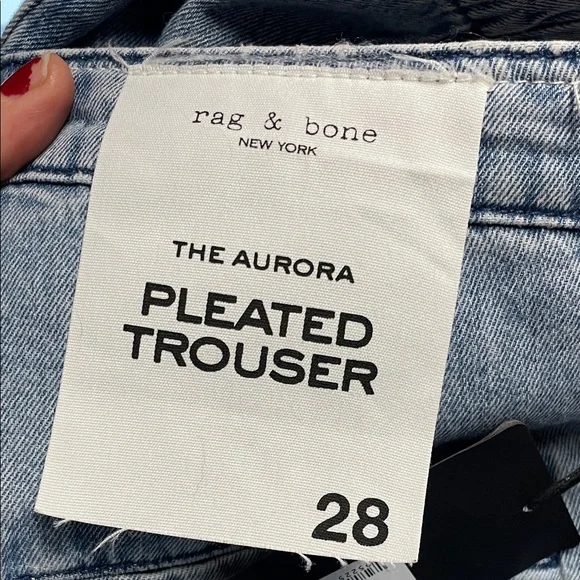 rag & bone
NEW YORK
THE AURORA
PLEATED
TROUSER
28